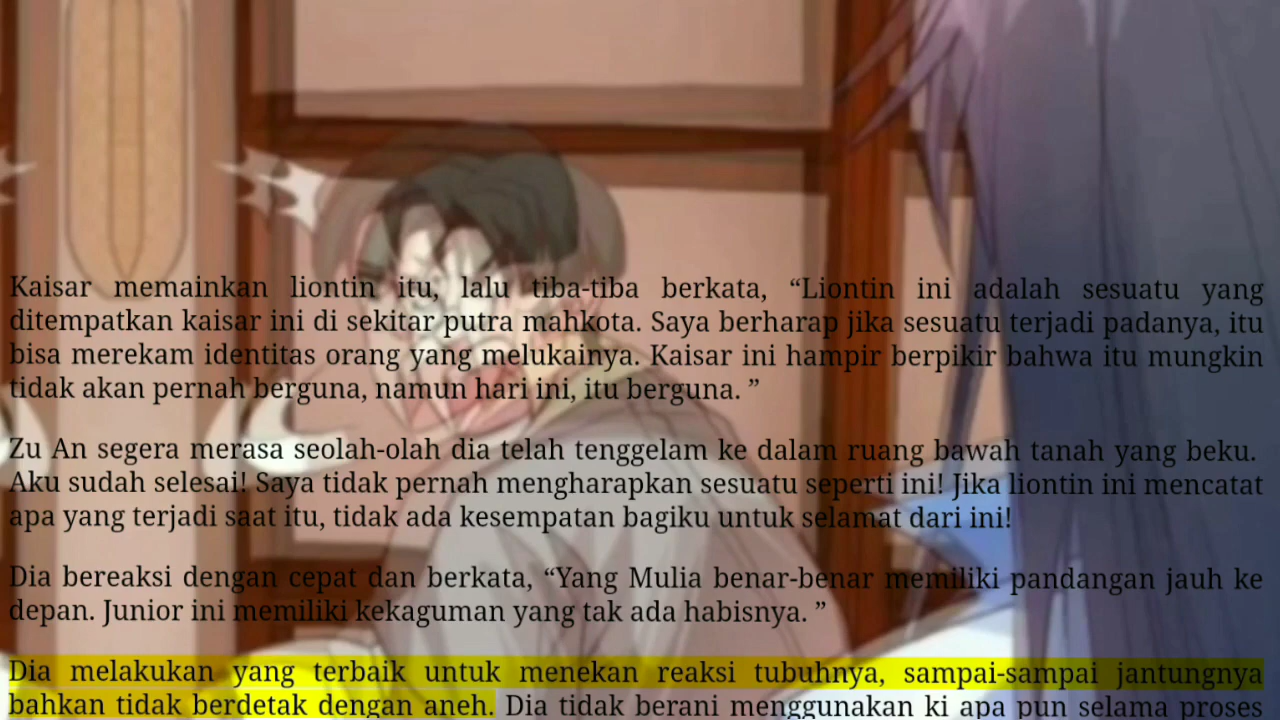 Kaisar memainkan liontin itu, lalu tiba-tiba berkata, “Liontin ini adalah sesuatu yang
ditempatkan kaisar ini di sekitar putra mahkota. Saya berharap jika sesuatu terjadi padanya, itu
bisa merekam identitas orang yang melukainya. Kaisar ini hampir berpikir bahwa itu mungkin
tidak akan pernah berguna, namun hari ini, itu berguna. ”
Zu An segera merasa seolah-olah dia telah tenggelam ke dalam ruang bawah tanah yang beku.
Aku sudah selesai! Saya tidak pernah mengharapkan sesuatu seperti ini! Jika liontin ini mencatat
apa yang terjadi saat itu, tidak ada kesempatan bagiku untuk selamat dari ini!
Dia bereaksi dengan cepat dan berkata, “Yang Mulia benar-benar memiliki pandangan jauh ke
depan. Junior ini memiliki kekaguman yang tak ada habisnya. ”
Dia melakukan yang terbaik untuk menekan reaksi tubuhnya, sampai-sampai jantungnya
bahkan tidak berdetak dengan aneh. Dia tidak berani menggunakan ki apa pun selama proses